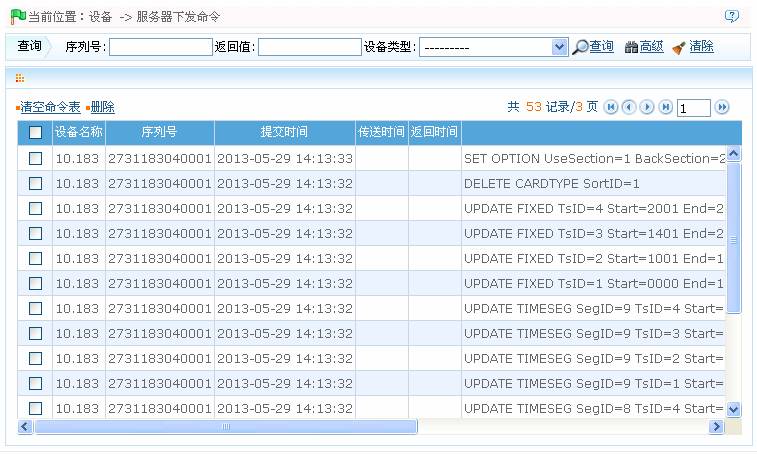 当前位置：设备 -> 服务器下发命令
查询 序列号: 返回值: 设备类型: --------- 查询 高级 清除
清空命令表 删除 共 53 记录/3 页 1
设备名称 序列号 提交时间 传送时间 返回时间
10.183 2731183040001 2013-05-29 14:13:33 SET OPTION UseSection=1 BackSection=2
10.183 2731183040001 2013-05-29 14:13:32 DELETE CARDTYPE SortID=1
10.183 2731183040001 2013-05-29 14:13:32 UPDATE FIXED TsID=4 Start=2001 End=2
10.183 2731183040001 2013-05-29 14:13:32 UPDATE FIXED TsID=3 Start=1401 End=2
10.183 2731183040001 2013-05-29 14:13:32 UPDATE FIXED TsID=2 Start=1001 End=1
10.183 2731183040001 2013-05-29 14:13:32 UPDATE FIXED TsID=1 Start=0000 End=1
10.183 2731183040001 2013-05-29 14:13:32 UPDATE TIMESEG SegID=9 TsID=4 Start=
10.183 2731183040001 2013-05-29 14:13:32 UPDATE TIMESEG SegID=9 TsID=3 Start=
10.183 2731183040001 2013-05-29 14:13:32 UPDATE TIMESEG SegID=9 TsID=2 Start=
10.183 2731183040001 2013-05-29 14:13:32 UPDATE TIMESEG SegID=9 TsID=1 Start=
10.183 2731183040001 2013-05-29 14:13:32 UPDATE TIMESEG SegID=8 TsID=4 Start=